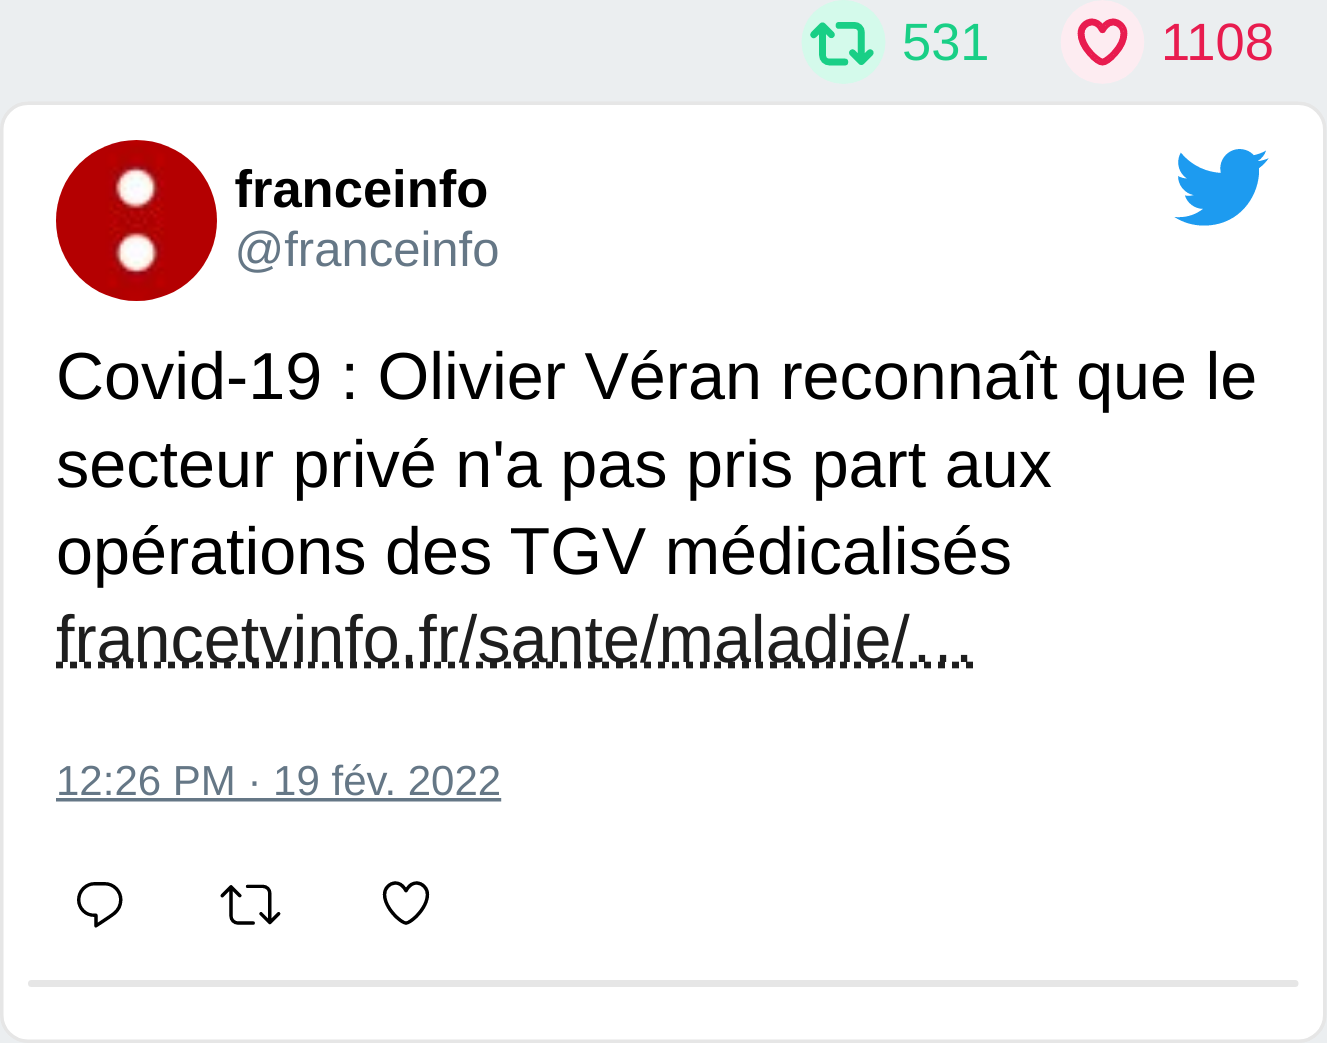 531 1108
franceinfo
@franceinfo
Covid-19 : Olivier Véran reconnaît que le
secteur privé n'a pas pris part aux
opérations des TGV médicalisés
francetvinfo.fr/sante/maladie/...
12:26 PM · 19 fév. 2022